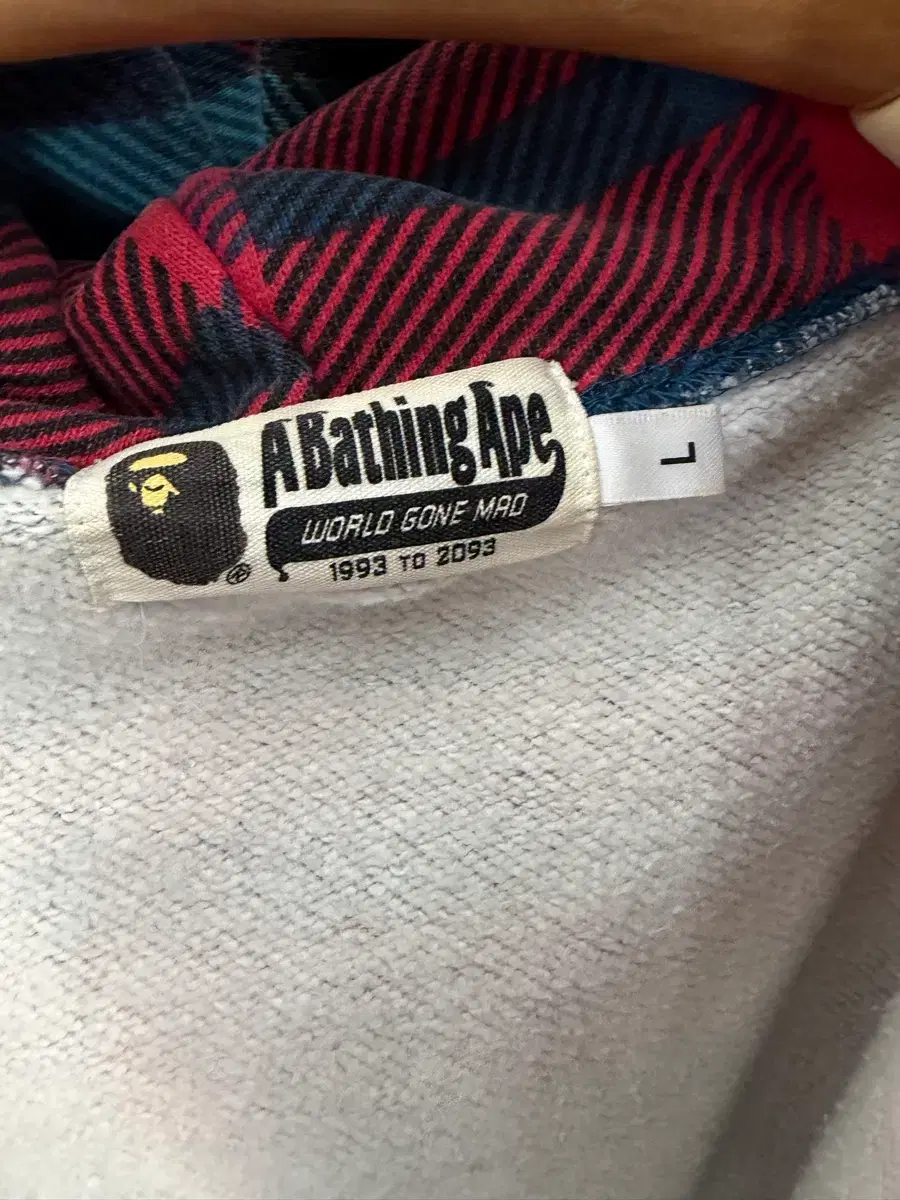 A Bathing Ape
®
WORLD GONE MAD
1993 TO 2093
L